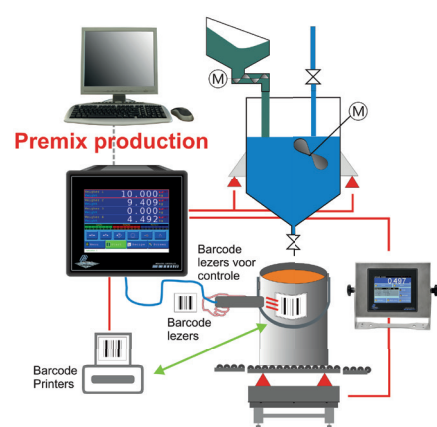 M
M
Premix production
10.000
9.409
0.000
4.492
Barcode
lezers voor
controle
0,497
Barcode
lezers
Barcode
Printers